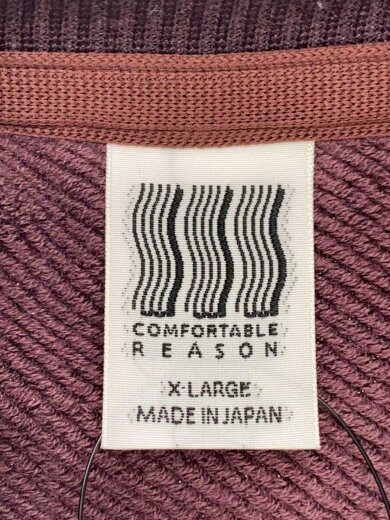 COMFORTABLE
REASON
X-LARGE
MADE IN JAPAN